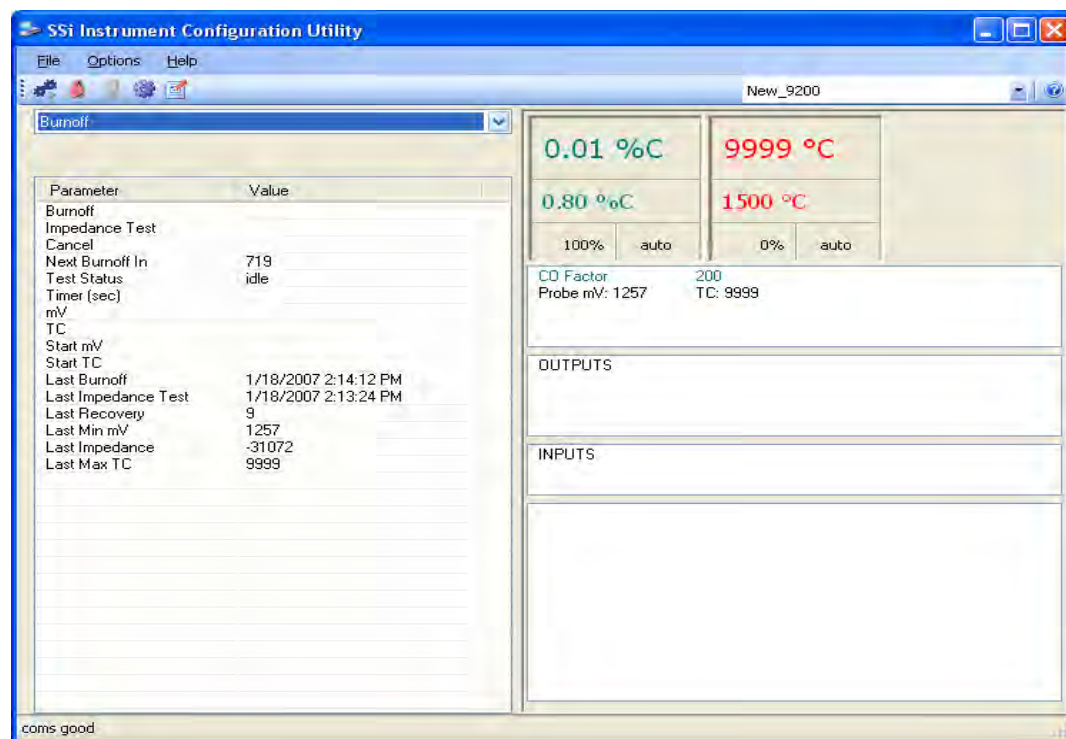 SSi Instrument Configuration Utility
File Options Help
New_9200
Burnoff
Parameter Value
Burnoff
Impedance Test
Cancel
Next Burnoff In 719
Test Status idle
Timer (sec)
mV
TC
Start mV
Start TC
Last Burnoff 1/18/2007 2:14:12 PM
Last Impedance Test 1/18/2007 2:13:24 PM
Last Recovery 9
Last Min mV 1257
Last Impedance -31072
Last Max TC 9999
0.01 %C 9999 °C
0.80 %C 1500 °C
100% auto 0% auto
CO Factor 200
Probe mV: 1257 TC: 9999
OUTPUTS
INPUTS
coms good